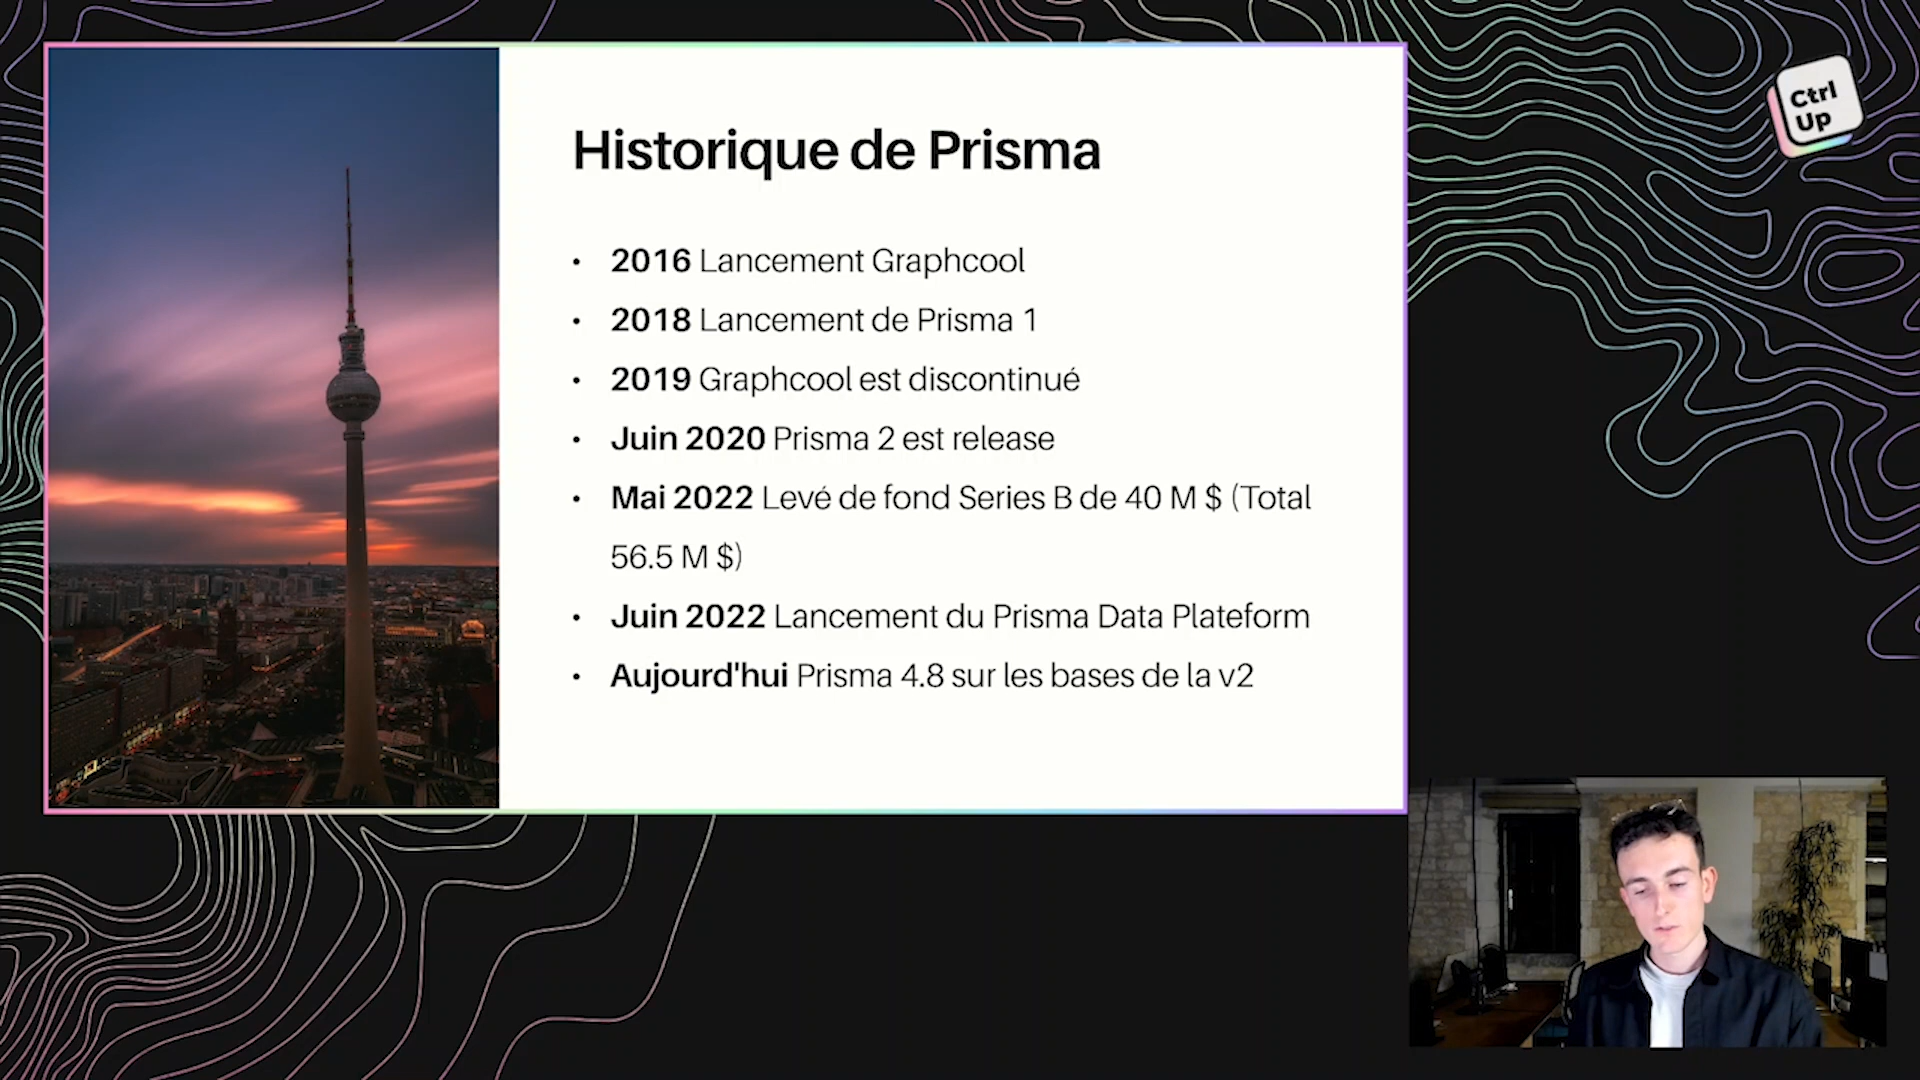 Historique de Prisma
• 2016 Lancement Graphcool
• 2018 Lancement de Prisma 1
• 2019 Graphcool est discontinué
• Juin 2020 Prisma 2 est release
• Mai 2022 Levé de fond Series B de 40 M $ (Total
56.5 M $)
• Juin 2022 Lancement du Prisma Data Plateform
• Aujourd'hui Prisma 4.8 sur les bases de la v2
Ctrl
Up